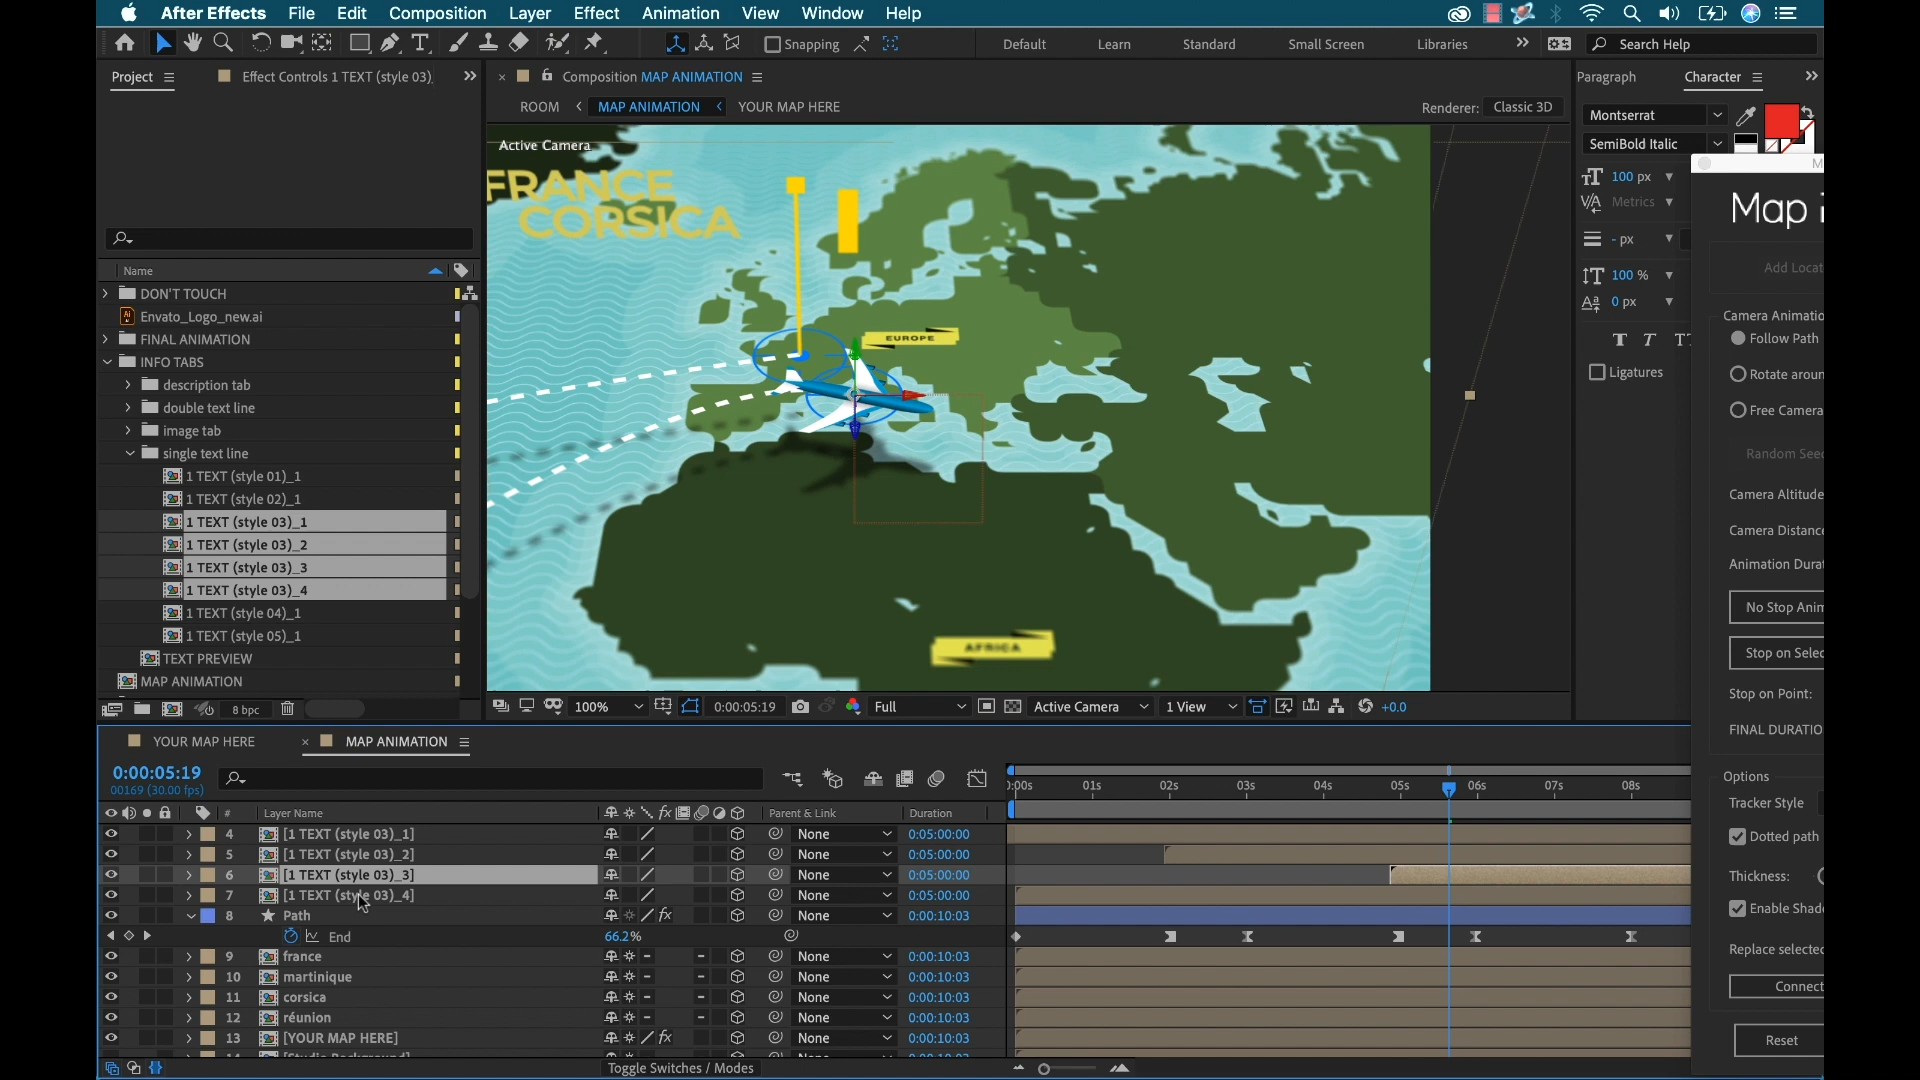 After Effects File Edit Composition Layer Effect Animation View Window Help
Snapping Default Learn Standard Small Screen Libraries Search Help
Project Effect Controls 1 TEXT (style 03)_ Composition MAP ANIMATION Paragraph Character
ROOM MAP ANIMATION YOUR MAP HERE Renderer: Classic 3D Montserrat
Active Camera
SemiBold Italic
FRANCE
CORSICA
100 px
Metrics
- px
100 %
0 px
Ligatures
EUROPE
AFRICA
Map i
Add Locat
Camera Animatio
Follow Path
Rotate aroun
Free Camera
Random See
Camera Altitude
Camera Distanc
Animation Dura
No Stop Anim
Stop on Selec
Stop on Point:
FINAL DURATIO
Options
Tracker Style
Dotted path
Thickness:
Enable Shad
Replace selecte
Connect
Reset
Name
DON'T TOUCH
Envato_Logo_new.ai
FINAL ANIMATION
INFO TABS
description tab
double text line
image tab
single text line
1 TEXT (style 01)_1
1 TEXT (style 02)_1
1 TEXT (style 03)_1
1 TEXT (style 03)_2
1 TEXT (style 03)_3
1 TEXT (style 03)_4
1 TEXT (style 04)_1
1 TEXT (style 05)_1
TEXT PREVIEW
MAP ANIMATION
8 bpc
100% 0:00:05:19 Full Active Camera 1 View +0.0
YOUR MAP HERE MAP ANIMATION
0:00:05:19
00169 (30.00 fps)
:00s 01s 02s 03s 04s 05s 06s 07s 08s
# Layer Name fx Parent & Link Duration
4 [1 TEXT (style 03)_1] None 0:05:00:00
5 [1 TEXT (style 03)_2] None 0:05:00:00
6 [1 TEXT (style 03)_3] None 0:05:00:00
7 [1 TEXT (style 03)_4] None 0:05:00:00
8 Path fx None 0:00:10:03
End 66.2%
9 france None 0:00:10:03
10 martinique None 0:00:10:03
11 corsica None 0:00:10:03
12 réunion None 0:00:10:03
13 [YOUR MAP HERE] fx None 0:00:10:03
Toggle Switches / Modes